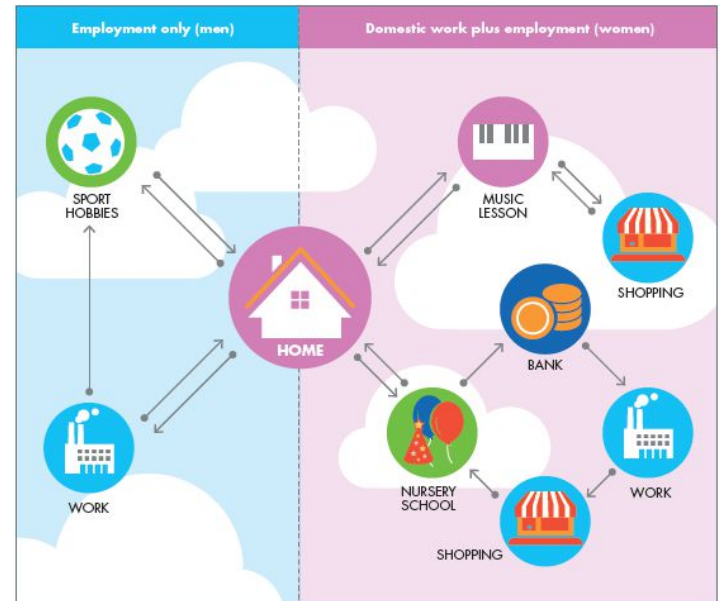 Employment only (men)
Domestic work plus employment (women)
SPORT
HOBBIES
MUSIC
LESSON
SHOPPING
HOME
BANK
WORK
NURSERY
SCHOOL
WORK
SHOPPING